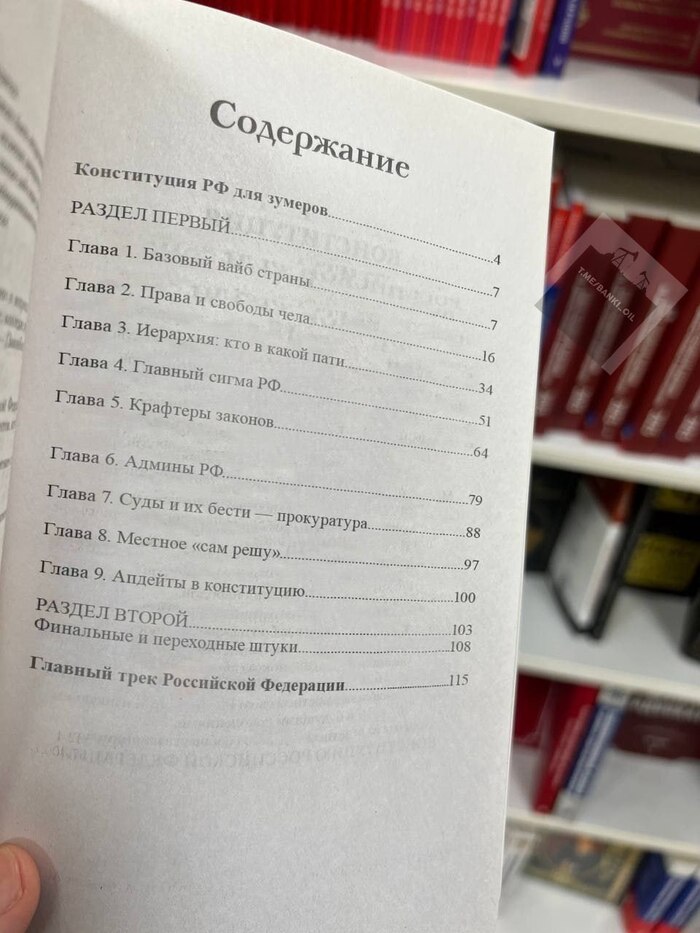 Содержание
Конституция РФ для зумеров 4
РАЗДЕЛ ПЕРВЫЙ 7
Глава 1. Базовый вайб страны 7
Глава 2. Права и свободы чела 16
Глава 3. Иерархия: кто в какой пати 34
Глава 4. Главный сигма РФ 51
Глава 5. Крафтеры законов 64
Глава 6. Админы РФ 79
Глава 7. Суды и их бести — прокуратура 88
Глава 8. Местное «сам решу» 97
Глава 9. Апдейты в конституцию 100
РАЗДЕЛ ВТОРОЙ 103
Финальные и переходные штуки 108
Главный трек Российской Федерации 115
T.ME/BANKI_OIL